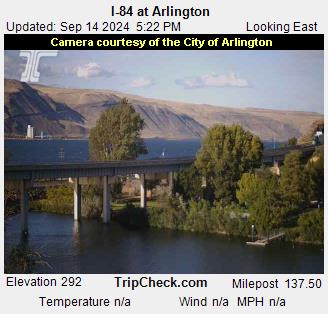 I-84 at Arlington
Updated: Sep 14 2024 5:22 PM Looking East
Camera courtesy of the City of Arlington
Elevation 292 TripCheck.com Milepost 137.50
Temperature n/a Wind n/a MPH n/a